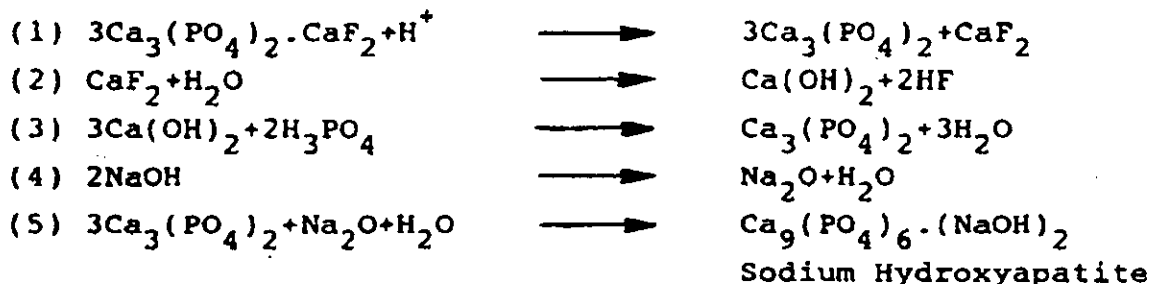 (1) 3Ca₃(PO₄)₂.CaF₂+H⁺ ⟶ 3Ca₃(PO₄)₂+CaF₂
(2) CaF₂+H₂O ⟶ Ca(OH)₂+2HF
(3) 3Ca(OH)₂+2H₃PO₄ ⟶ Ca₃(PO₄)₂+3H₂O
(4) 2NaOH ⟶ Na₂O+H₂O
(5) 3Ca₃(PO₄)₂+Na₂O+H₂O ⟶ Ca₉(PO₄)₆.(NaOH)₂
Sodium Hydroxyapatite